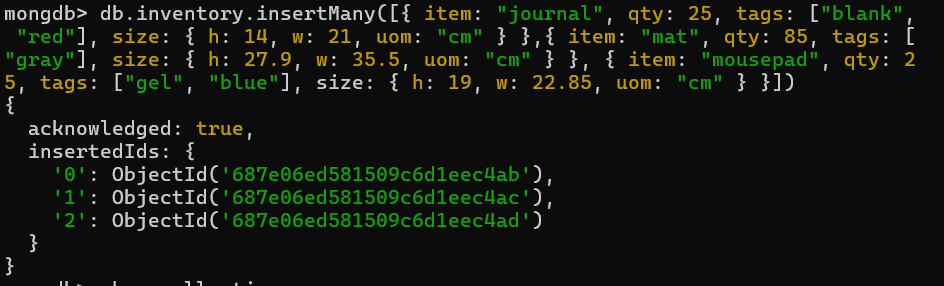 mongdb> db.inventory.insertMany([{ item: "journal", qty: 25, tags: ["blank",
 "red"], size: { h: 14, w: 21, uom: "cm" } },{ item: "mat", qty: 85, tags: [
"gray"], size: { h: 27.9, w: 35.5, uom: "cm" } }, { item: "mousepad", qty: 2
5, tags: ["gel", "blue"], size: { h: 19, w: 22.85, uom: "cm" } }])
{
  acknowledged: true,
  insertedIds: {
    '0': ObjectId('687e06ed581509c6d1eec4ab'),
    '1': ObjectId('687e06ed581509c6d1eec4ac'),
    '2': ObjectId('687e06ed581509c6d1eec4ad')
  }
}